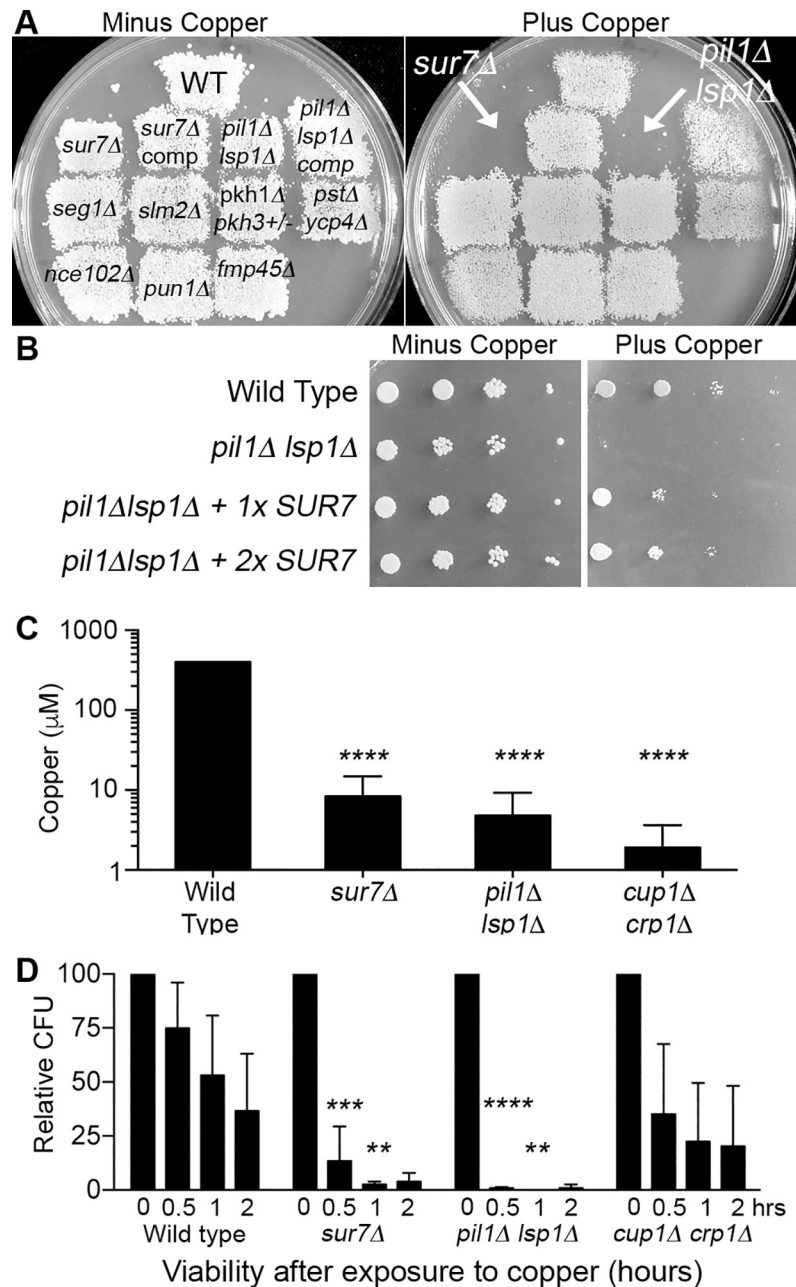 A
Minus Copper
Plus Copper
WT
sur7Δ
sur7Δ
comp
pil1Δ
lsp1Δ
pil1Δ
lsp1Δ
comp
seg1Δ
slm2Δ
pkh1Δ
pkh3+/-
pstΔ
ycp4Δ
nce102Δ
pun1Δ
fmp45Δ
sur7Δ
pil1Δ
lsp1Δ
B
Minus Copper
Plus Copper
Wild Type
pil1Δ lsp1Δ
pil1Δlsp1Δ + 1x SUR7
pil1Δlsp1Δ + 2x SUR7
C
Copper (µM)
1000
100
10
1
**** **** ****
Wild
Type
sur7Δ
pil1Δ
lsp1Δ
cup1Δ
crp1Δ
D
Relative CFU
100
75
50
25
0
*** ** **** **
0 0.5 1 2 0 0.5 1 2 0 0.5 1 2 0 0.5 1 2 hrs
Wild type sur7Δ pil1Δ lsp1Δ cup1Δ crp1Δ
Viability after exposure to copper (hours)